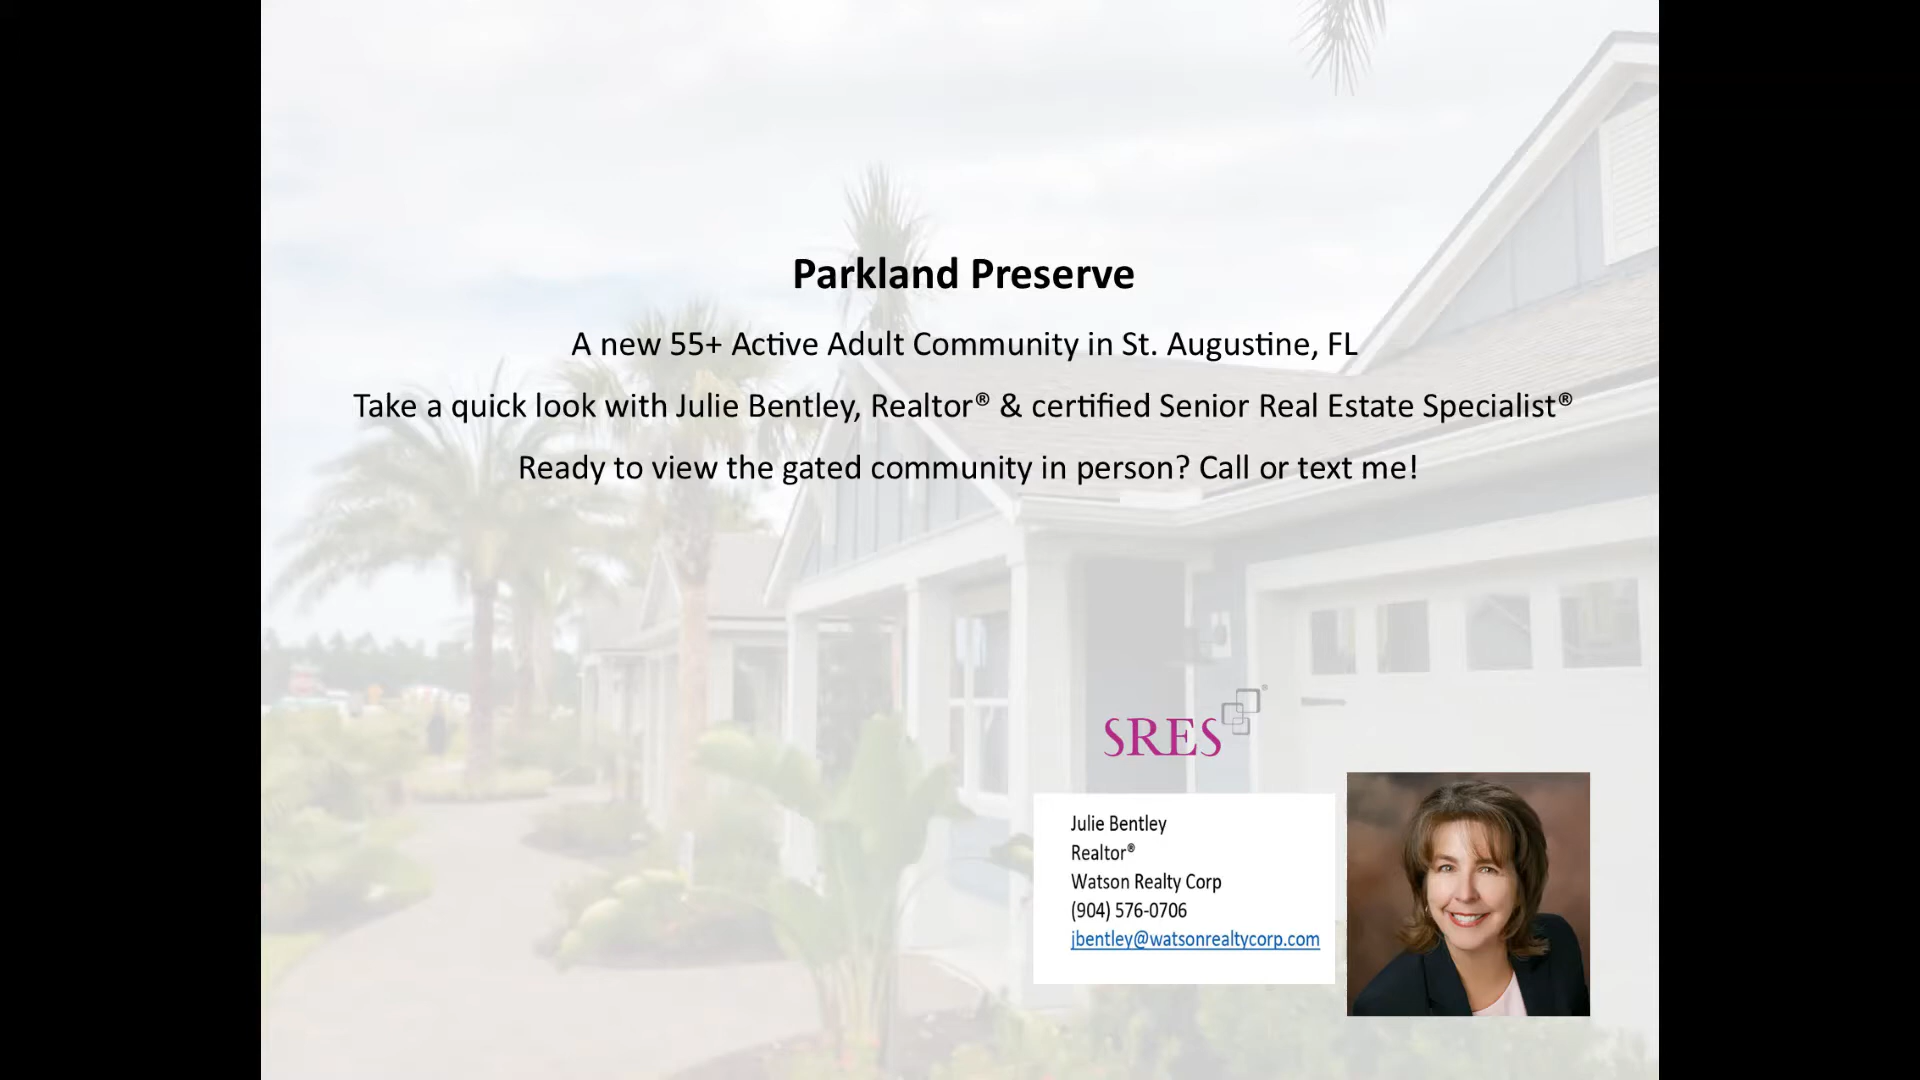 Parkland Preserve
A new 55+ Active Adult Community in St. Augustine, FL
Take a quick look with Julie Bentley, Realtor® & certified Senior Real Estate Specialist®
Ready to view the gated community in person? Call or text me!
SRES®
Julie Bentley
Realtor®
Watson Realty Corp
(904) 576-0706
jbentley@watsonrealtycorp.com